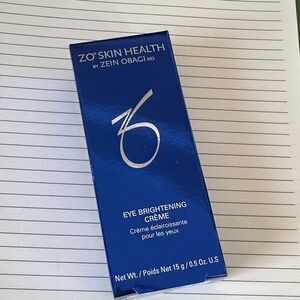 ZO® SKIN HEALTH
BY ZEIN OBAGI MD
EYE BRIGHTENING
CRÈME
Crème éclaircissante
pour les yeux
Net Wt. / Poids Net 15 g / 0.5 Oz. U.S.